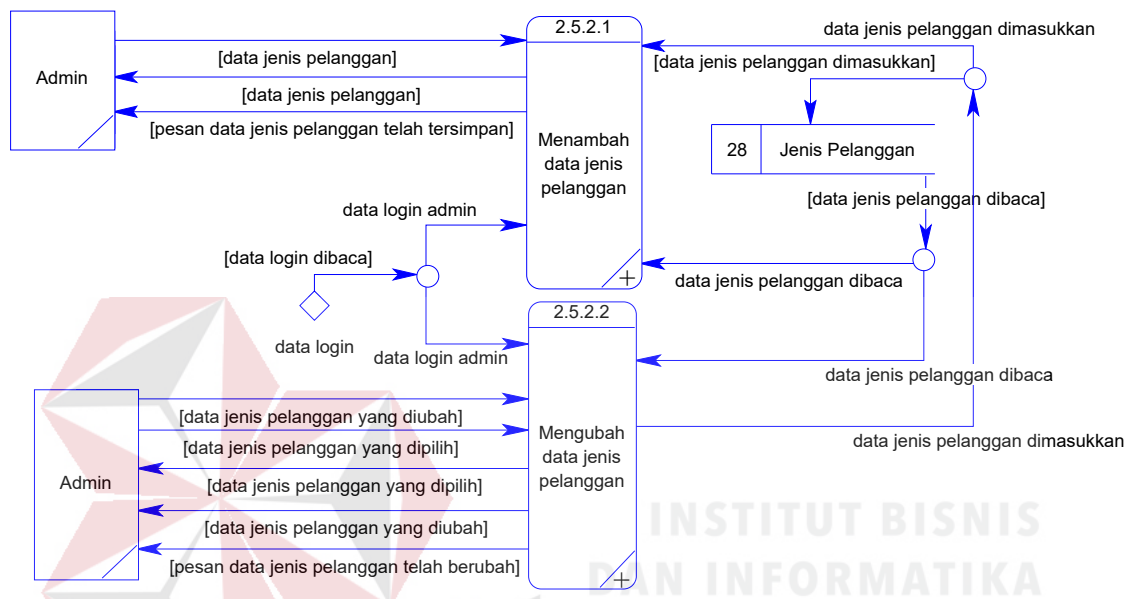 2.5.2.1
data jenis pelanggan dimasukkan
[data jenis pelanggan]
[data jenis pelanggan dimasukkan]
Admin
[data jenis pelanggan]
[pesan data jenis pelanggan telah tersimpan]
Menambah
data jenis
pelanggan
28
Jenis Pelanggan
[data jenis pelanggan dibaca]
data login admin
[data login dibaca]
data jenis pelanggan dibaca
2.5.2.2
data login
data login admin
data jenis pelanggan dibaca
[data jenis pelanggan yang diubah]
[data jenis pelanggan yang dipilih]
Mengubah
data jenis
pelanggan
data jenis pelanggan dimasukkan
Admin
[data jenis pelanggan yang dipilih]
[data jenis pelanggan yang diubah]
[pesan data jenis pelanggan telah berubah]
INSTITUT BISNIS
DAN INFORMATIKA